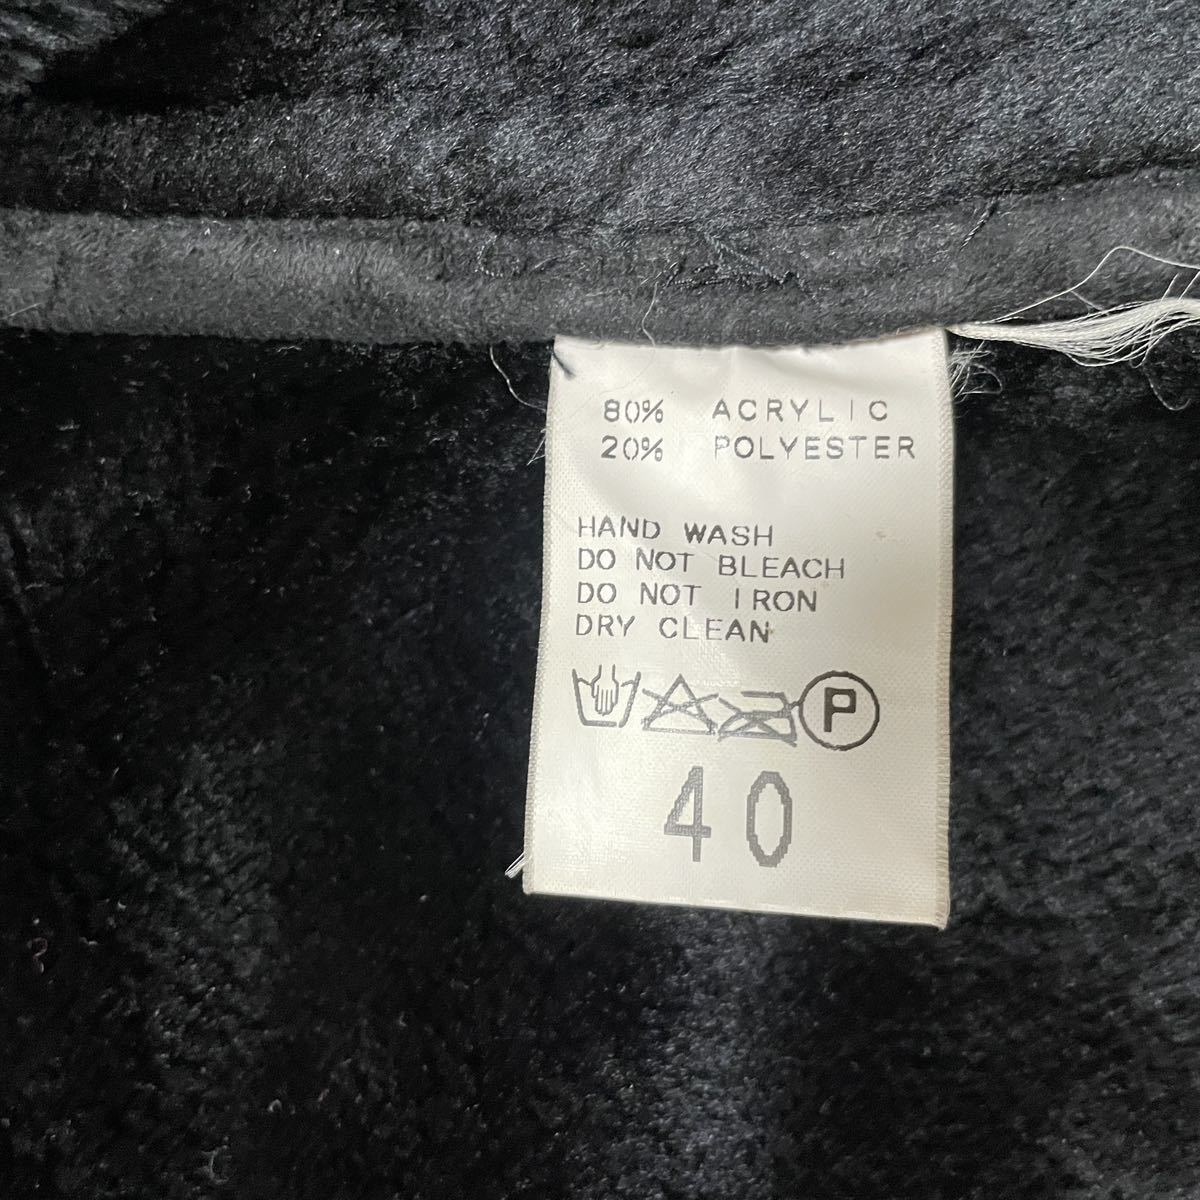 80% ACRYLIC
20% POLYESTER
HAND WASH
DO NOT BLEACH
DO NOT IRON
DRY CLEAN
P
40